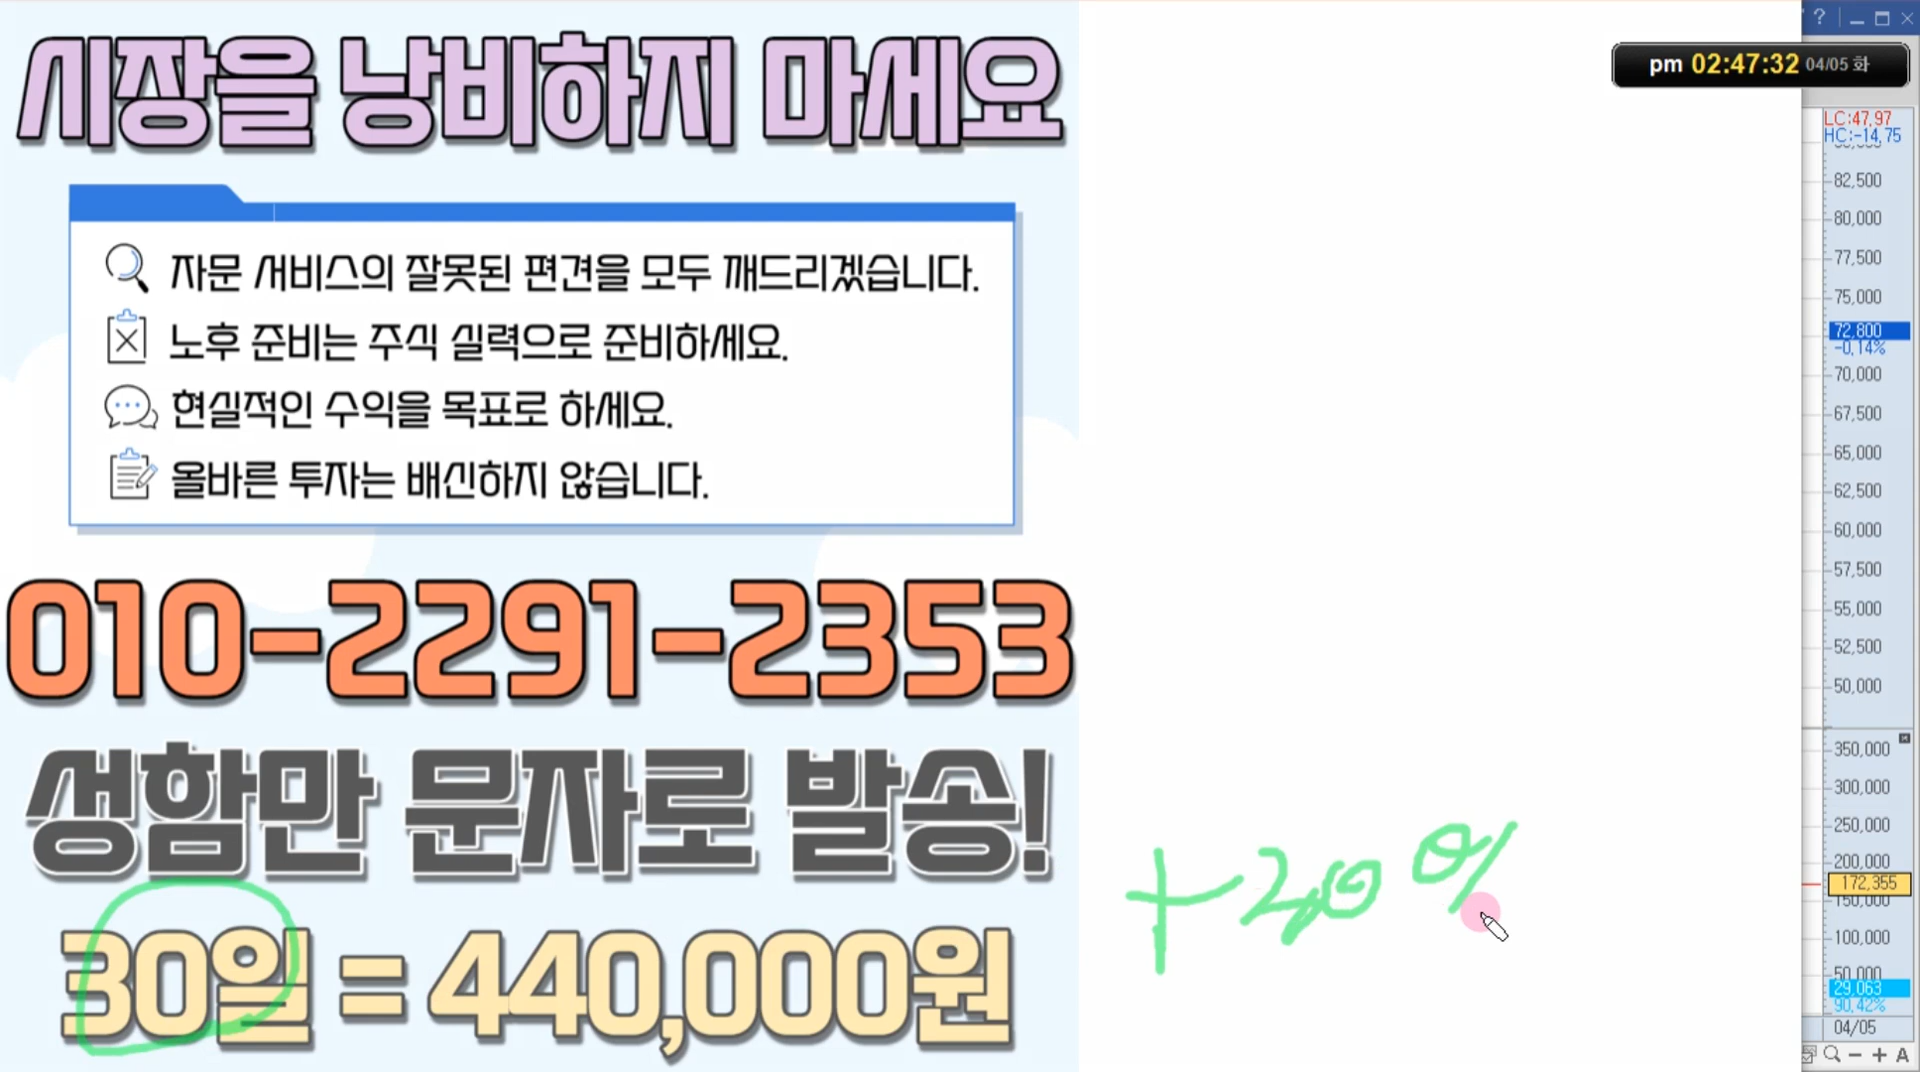 시장을 낭비하지 마세요
자문 서비스의 잘못된 편견을 모두 깨드리겠습니다.
노후 준비는 주식 실력으로 준비하세요.
현실적인 수익을 목표로 하세요.
올바른 투자는 배신하지 않습니다.
010-2291-2353
성함만 문자로 발송!
30일 = 440,000원
+20%
?
pm 02:47:32 04/05 화
LC:47,97
HC:-14,75
82,500
80,000
77,500
75,000
72,800
-0,14%
70,000
67,500
65,000
62,500
60,000
57,500
55,000
52,500
50,000
350,000
300,000
250,000
200,000
172,355
150,000
100,000
50,000
29,063
90,42%
04/05
A